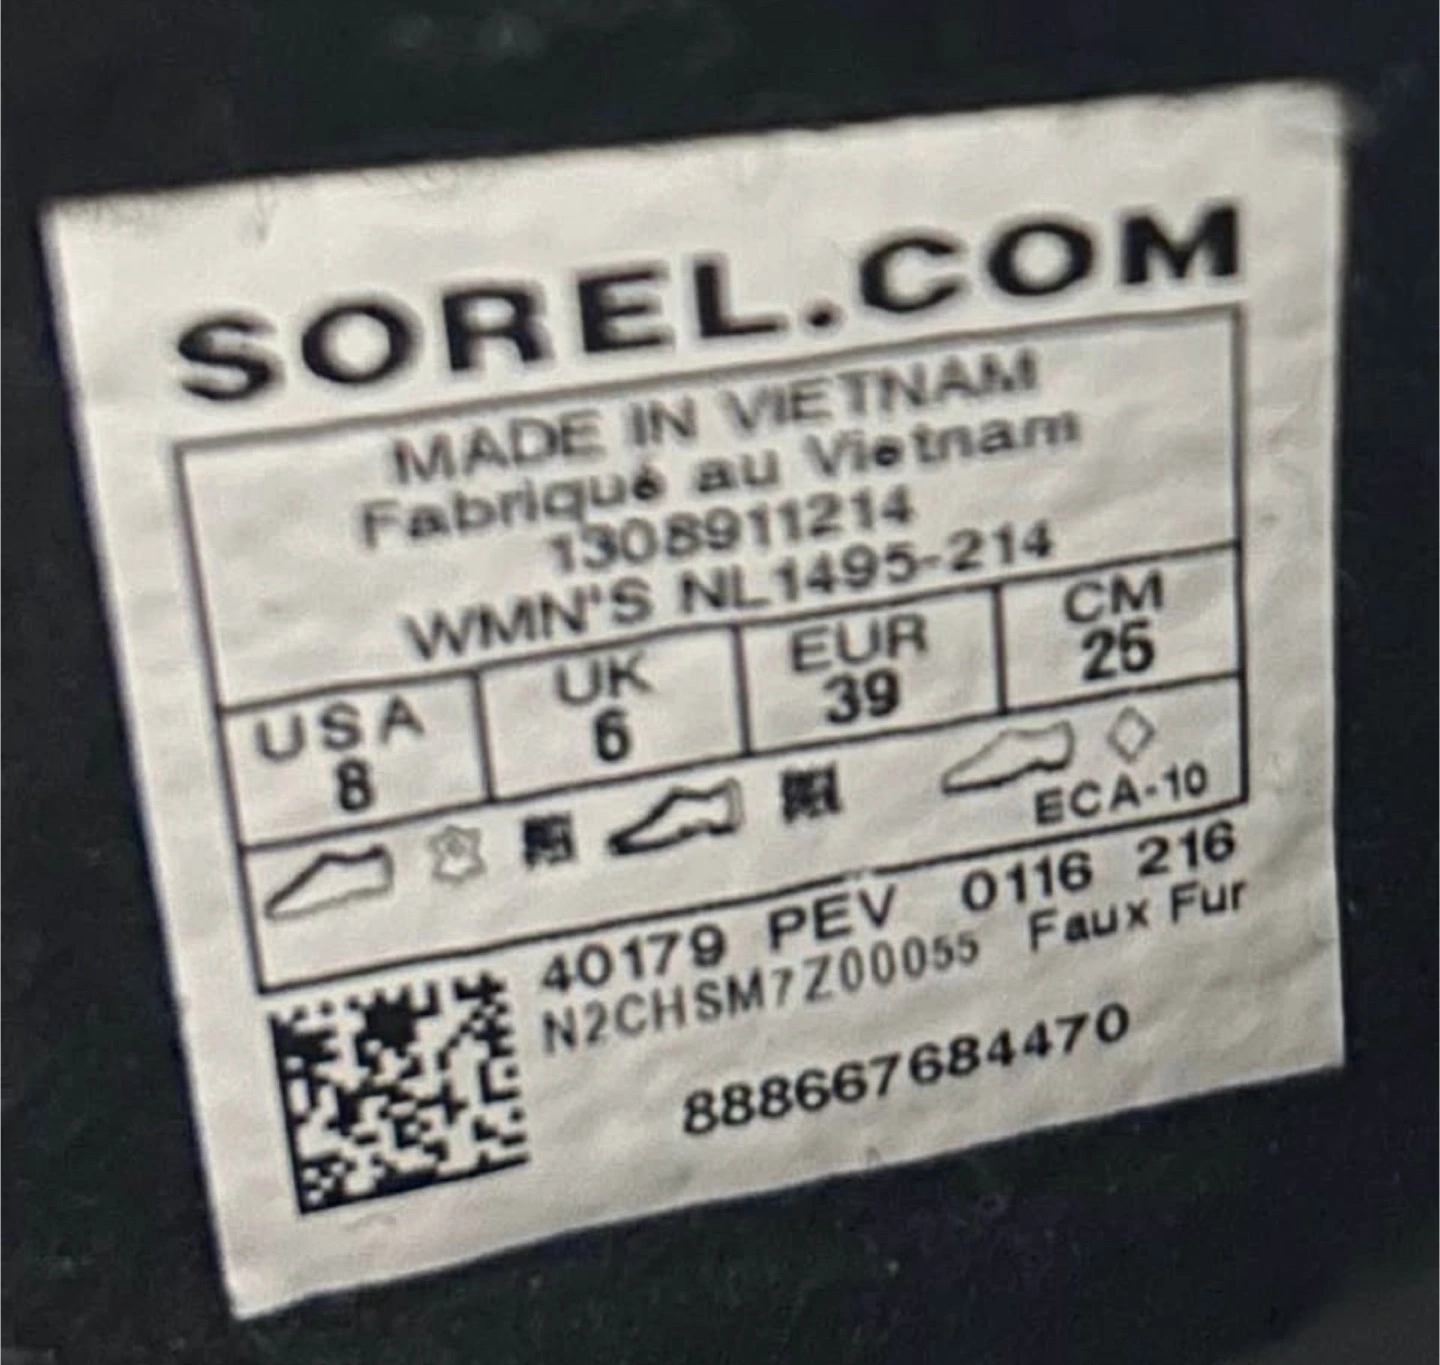 SOREL.COM
MADE IN VIETNAM
Fabriqué au Vietnam
1308911214
WMN'S NL1495-214
USA UK EUR CM
8 6 39 25
ECA-10
40179 PEV 0116 216
N2CHSM7Z00055 Faux Fur
888667684470